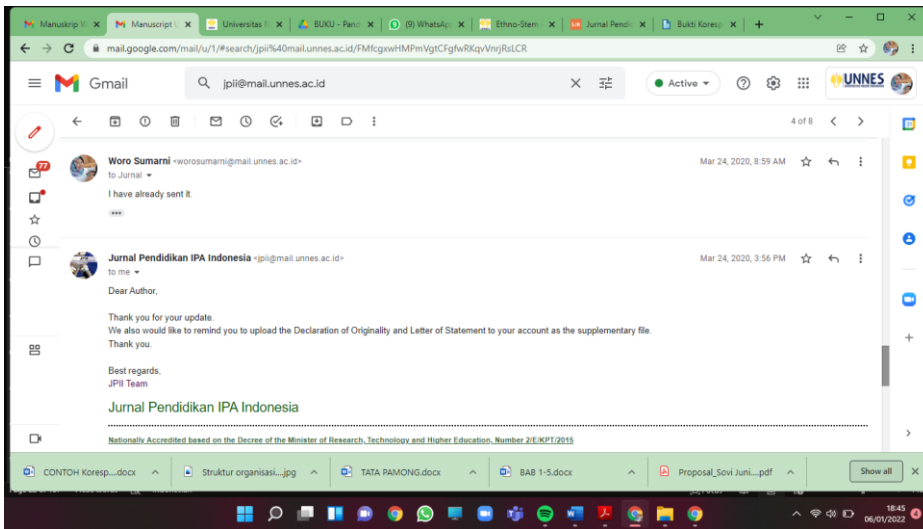 Manuskrip V
Manuscript U
Universitas N
BUKU - Pand
(9) WhatsAp
Ethno-Stem
Jurnal Pendi
Bukti Koresp
mail.google.com/mail/u/1/#search/jpii%40mail.unnes.ac.id/FMfcgxwHMPmVgtCFgfwRKqvVnrjRsLCR
Gmail
jpii@mail.unnes.ac.id
Active
UNNES
4 of 8
77
Woro Sumarni <worosumarni@mail.unnes.ac.id>
Mar 24, 2020, 8:59 AM
to Jurnal
I have already sent it.
Jurnal Pendidikan IPA Indonesia <jpii@mail.unnes.ac.id>
Mar 24, 2020, 3:56 PM
to me
Dear Author,
Thank you for your update.
We also would like to remind you to upload the Declaration of Originality and Letter of Statement to your account as the supplementary file.
Thank you.
Best regards,
JPII Team
Jurnal Pendidikan IPA Indonesia
Nationally Accredited based on the Decree of the Minister of Research, Technology and Higher Education, Number 2/E/KPT/2015
CONTOH Koresp....docx
Struktur organisasi....jpg
TATA PAMONG.docx
BAB 1-5.docx
Proposal_Sovi Juni....pdf
Show all
18:45
06/01/2022